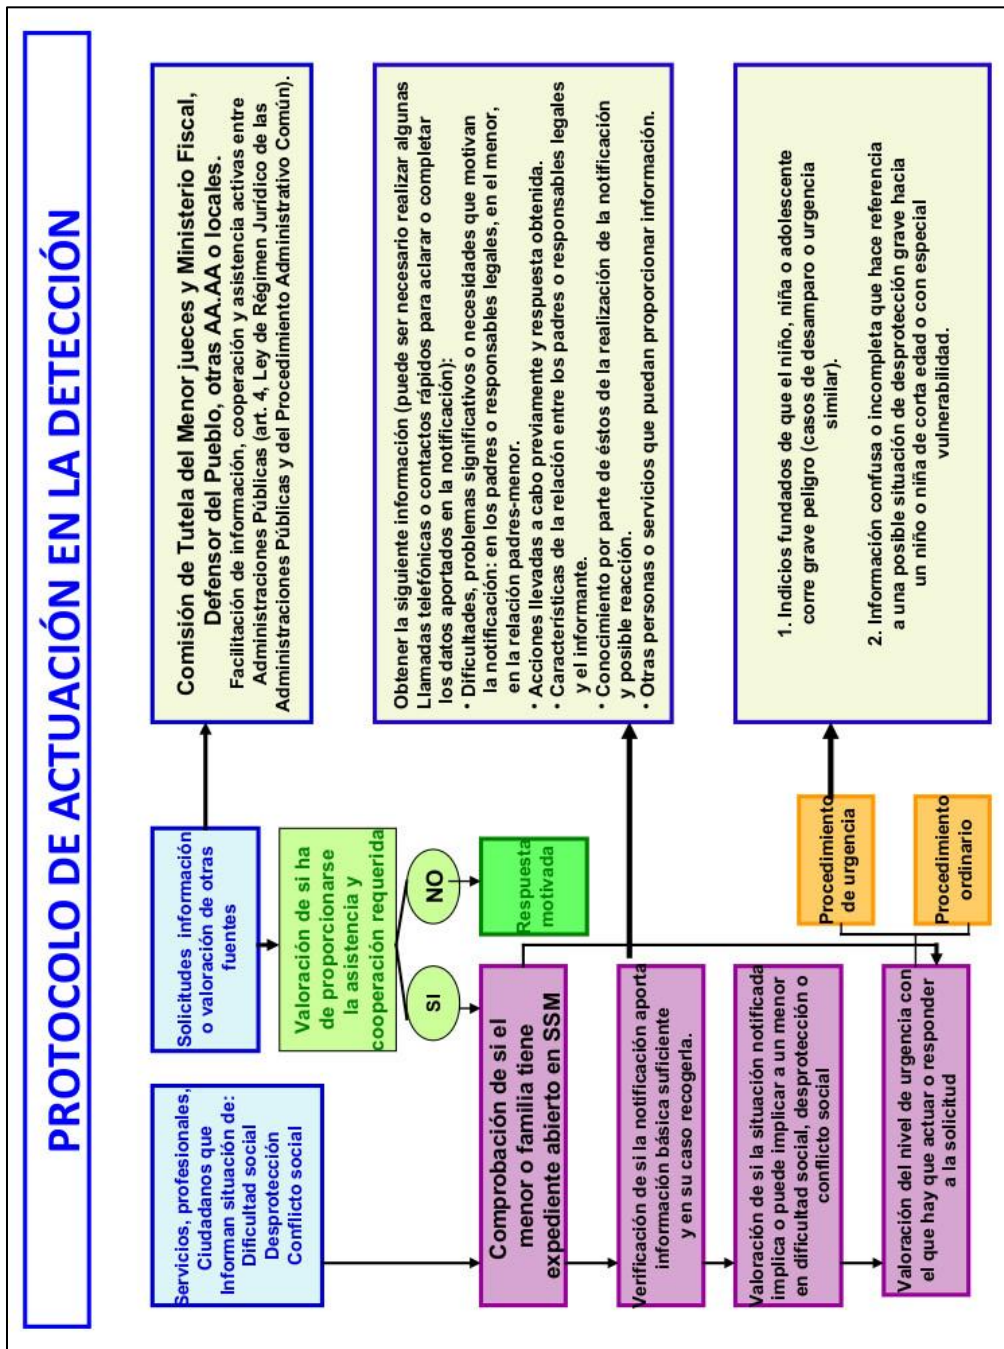 PROTOCOLO DE ACTUACIÓN EN LA DETECCIÓN
Servicios, profesionales,
Ciudadanos que
Informan situación de:
Dificultad social
Desprotección
Conflicto social
Solicitudes información
o valoración de otras
fuentes
Comisión de Tutela del Menor jueces y Ministerio Fiscal,
Defensor del Pueblo, otras AA.AA o locales.
Facilitación de información, cooperación y asistencia activas entre
Administraciones Públicas (art. 4, Ley de Régimen Jurídico de las
Administraciones Públicas y del Procedimiento Administrativo Común).
Valoración de si ha
de proporcionarse
la asistencia y
cooperación requerida
SI
NO
Respuesta
motivada
Comprobación de si el
menor o familia tiene
expediente abierto en SSM
Verificación de si la notificación aporta
información básica suficiente
y en su caso recogerla.
Obtener la siguiente información (puede ser necesario realizar algunas
Llamadas telefónicas o contactos rápidos para aclarar o completar
los datos aportados en la notificación):
• Dificultades, problemas significativos o necesidades que motivan
la notificación: en los padres o responsables legales, en el menor,
en la relación padres-menor.
• Acciones llevadas a cabo previamente y respuesta obtenida.
• Características de la relación entre los padres o responsables legales
y el informante.
• Conocimiento por parte de éstos de la realización de la notificación
y posible reacción.
• Otras personas o servicios que puedan proporcionar información.
Valoración de si la situación notificada
implica o puede implicar a un menor
en dificultad social, desprotección o
conflicto social
Valoración del nivel de urgencia con
el que hay que actuar o responder
a la solicitud
Procedimiento
de urgencia
Procedimiento
ordinario
1. Indicios fundados de que el niño, niña o adolescente
corre grave peligro (casos de desamparo o urgencia
similar).
2. Información confusa o incompleta que hace referencia
a una posible situación de desprotección grave hacia
un niño o niña de corta edad o con especial
vulnerabilidad.